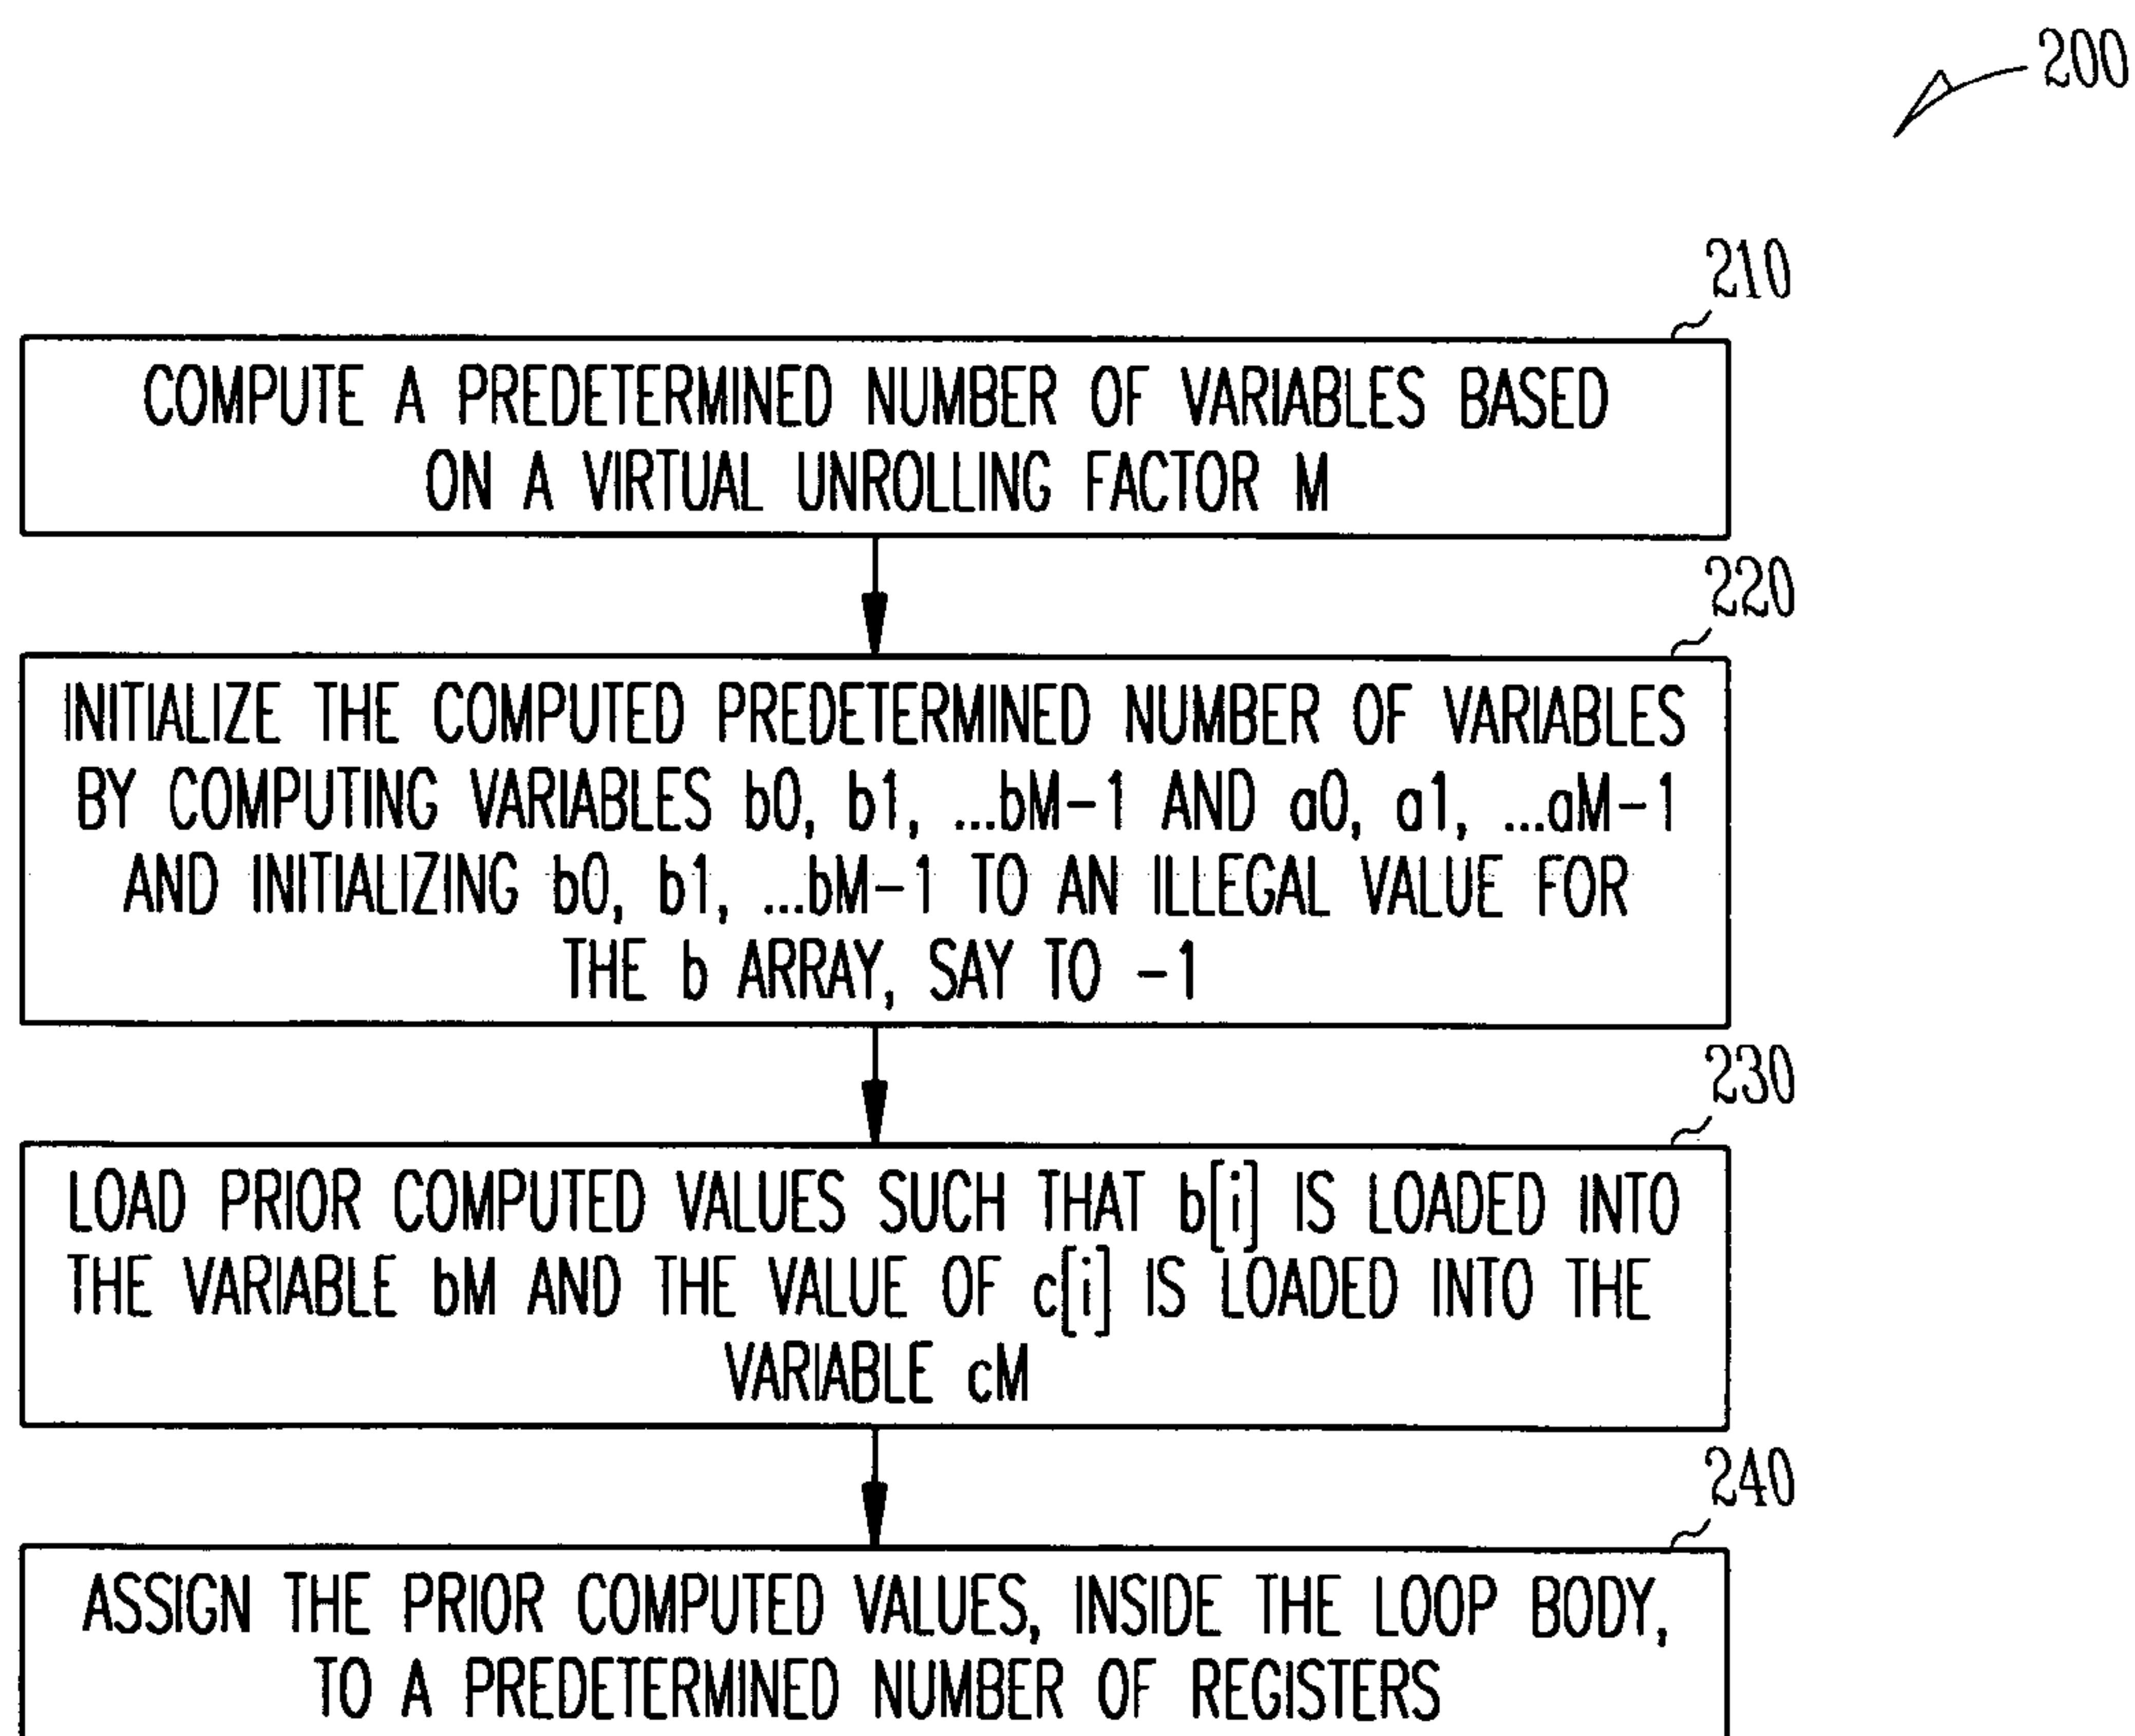 200
210
COMPUTE A PREDETERMINED NUMBER OF VARIABLES BASED
ON A VIRTUAL UNROLLING FACTOR M
220
INITIALIZE THE COMPUTED PREDETERMINED NUMBER OF VARIABLES
BY COMPUTING VARIABLES b0, b1, ...bM-1 AND a0, a1, ...aM-1
AND INITIALIZING b0, b1, ...bM-1 TO AN ILLEGAL VALUE FOR
THE b ARRAY, SAY TO -1
230
LOAD PRIOR COMPUTED VALUES SUCH THAT b[i] IS LOADED INTO
THE VARIABLE bM AND THE VALUE OF c[i] IS LOADED INTO THE
VARIABLE cM
240
ASSIGN THE PRIOR COMPUTED VALUES, INSIDE THE LOOP BODY,
TO A PREDETERMINED NUMBER OF REGISTERS